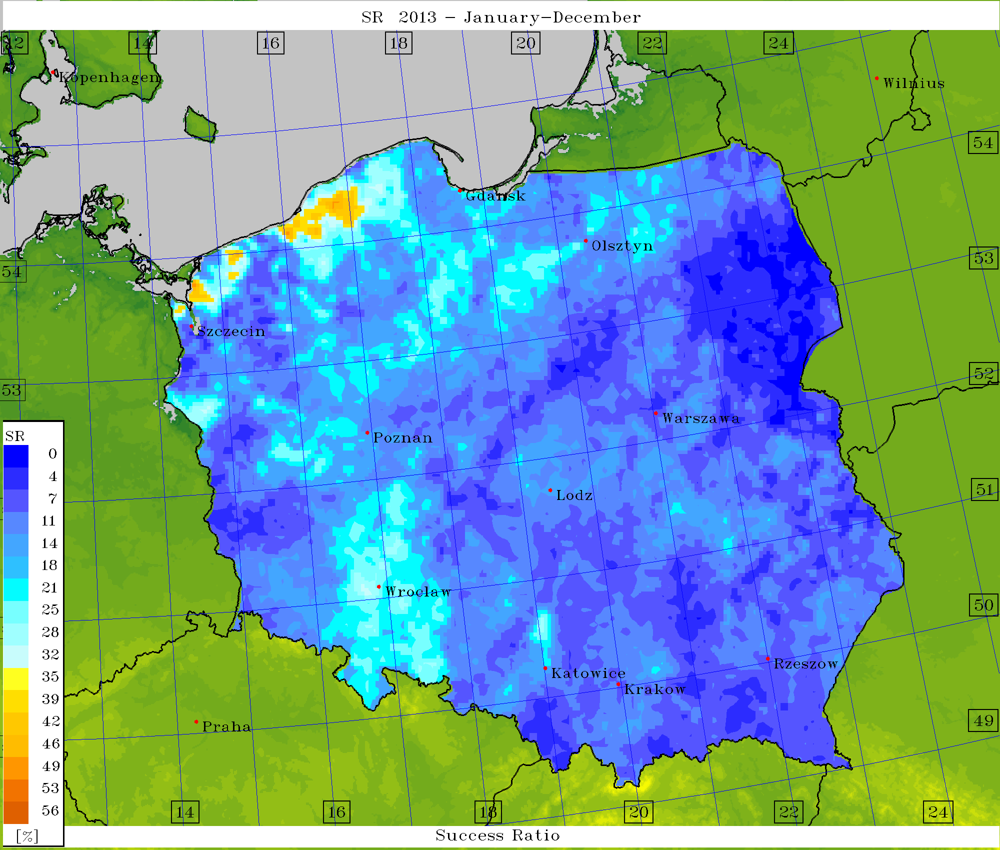 SR 2013 - January-December
12 14 16 18 20 22 24
Kopenhagen
Wilnius
54
Gdansk
Olsztyn
53
54
Szczecin
52
53
Warszawa
Poznan
SR
0
4
7
11
14
18
21
25
28
32
35
39
42
46
49
53
56
[%]
Lodz
51
Wroclaw
50
Rzeszow
Katowice
Krakow
49
Praha
14 16 18 20 22 24
Success Ratio